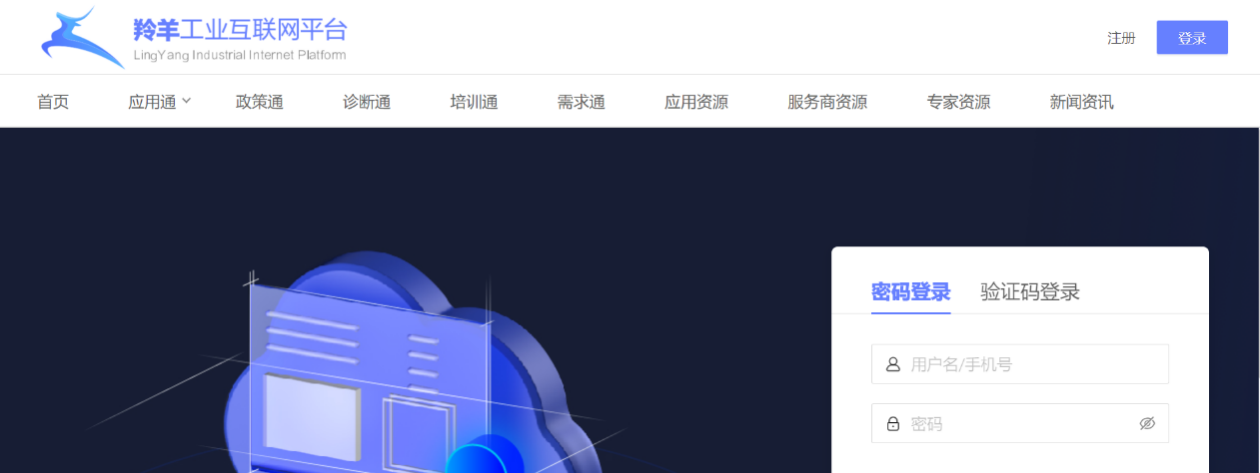 羚羊工业互联网平台
LingYang Industrial Internet Platform
注册 登录
首页 应用通 政策通 诊断通 培训通 需求通 应用资源 服务商资源 专家资源 新闻资讯
密码登录 验证码登录
用户名/手机号
密码